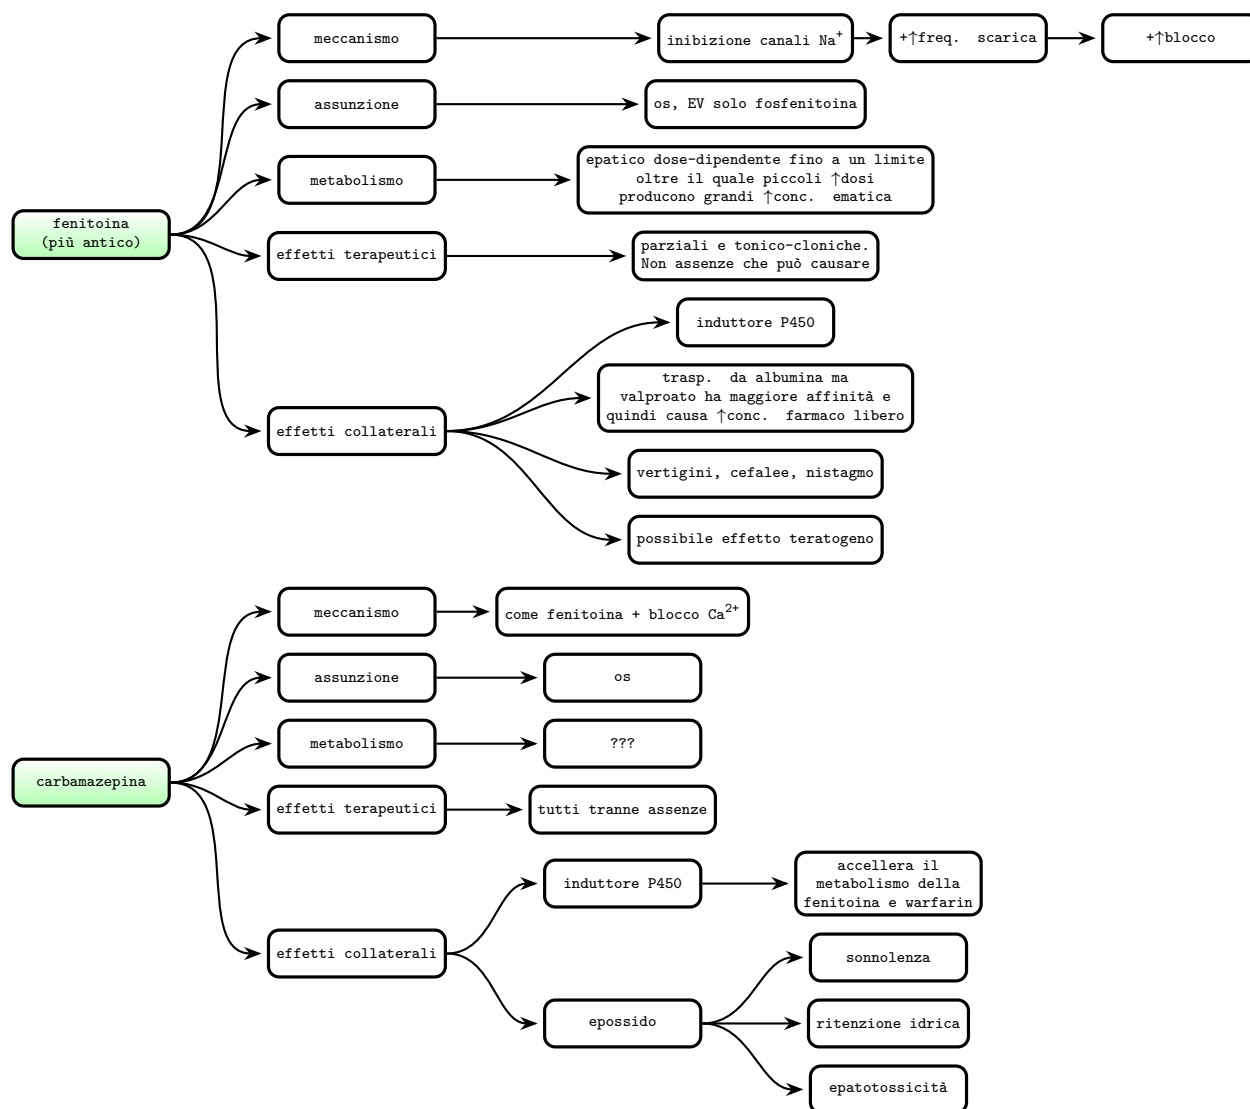 fenitoina
(più antico)
meccanismo
inibizione canali Na⁺
+↑freq. scarica
+↑blocco
assunzione
os, EV solo fosfenitoina
metabolismo
epatico dose-dipendente fino a un limite
oltre il quale piccoli ↑dosi
producono grandi ↑conc. ematica
effetti terapeutici
parziali e tonico-cloniche.
Non assenze che può causare
effetti collaterali
induttore P450
trasp. da albumina ma
valproato ha maggiore affinità e
quindi causa ↑conc. farmaco libero
vertigini, cefalee, nistagmo
possibile effetto teratogeno
carbamazepina
meccanismo
come fenitoina + blocco Ca²⁺
assunzione
os
metabolismo
???
effetti terapeutici
tutti tranne assenze
effetti collaterali
induttore P450
accellera il
metabolismo della
fenitoina e warfarin
epossido
sonnolenza
ritenzione idrica
epatotossicità